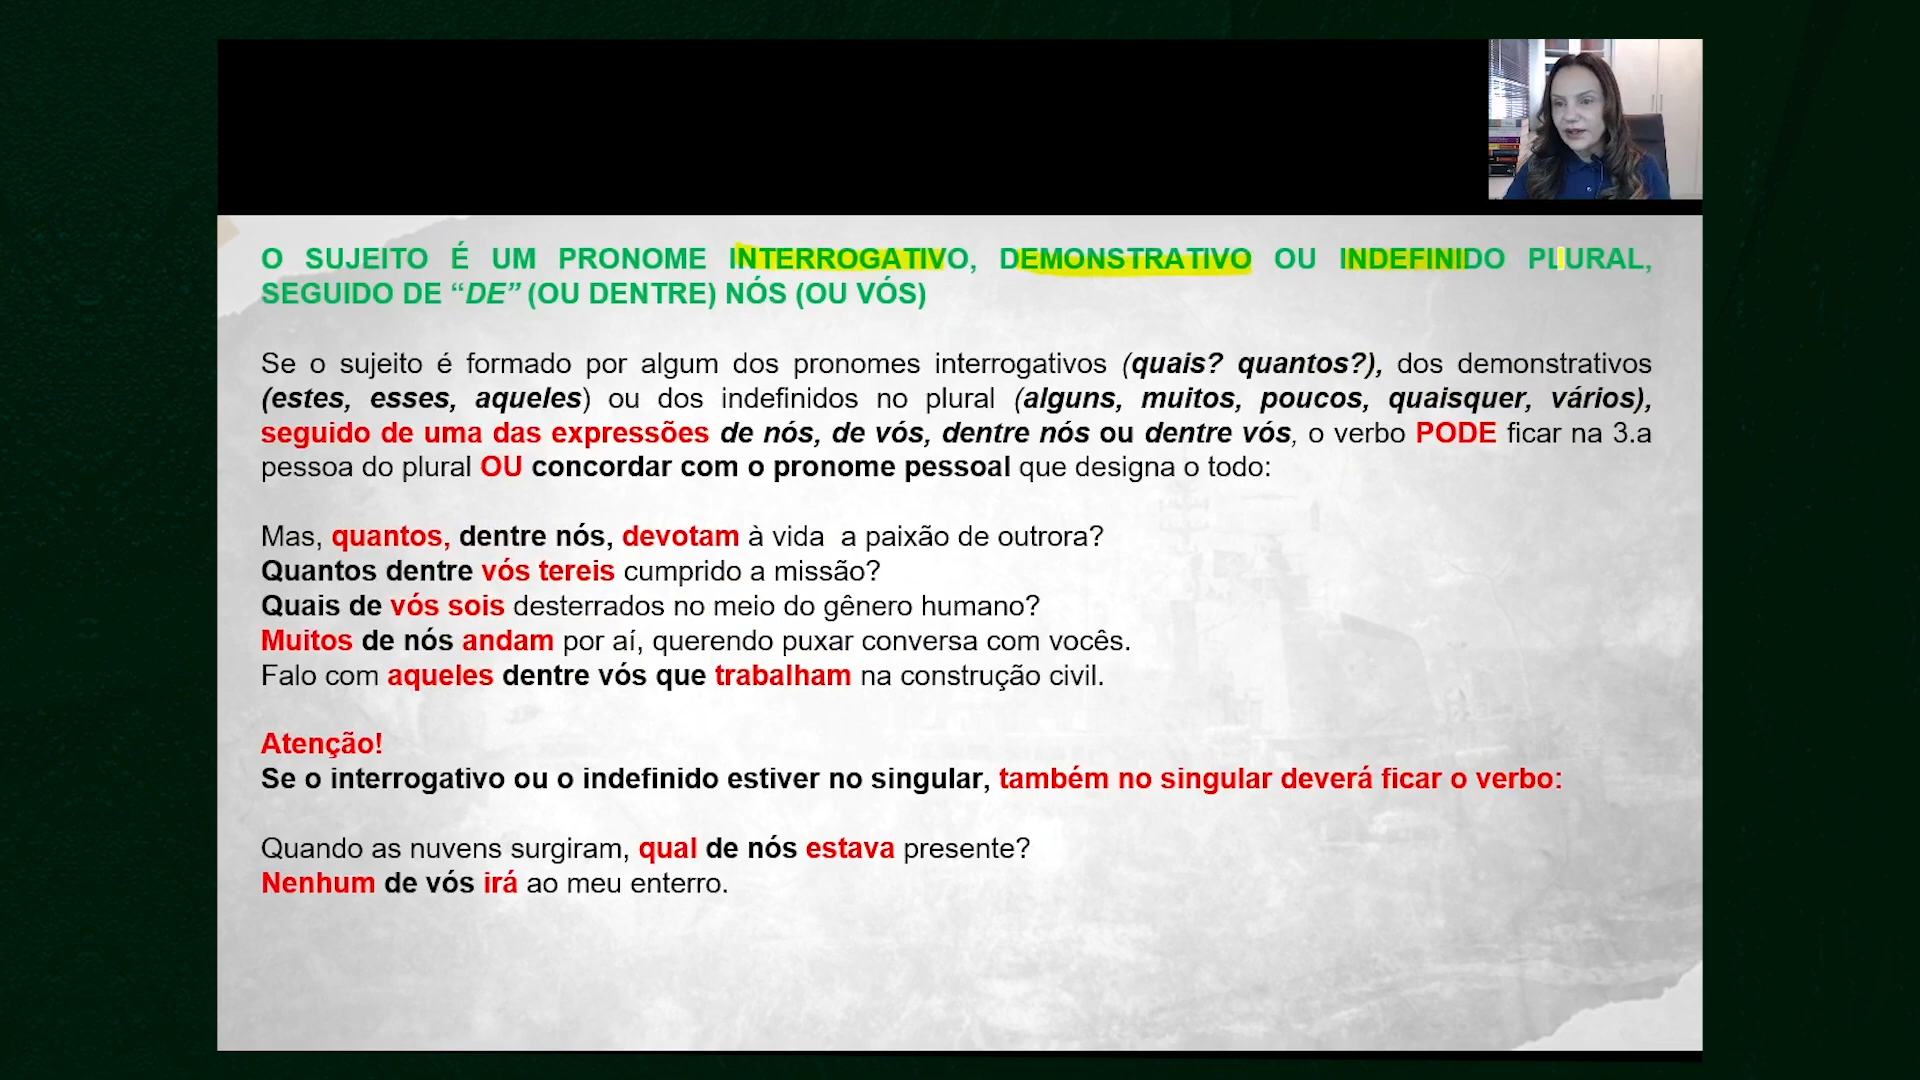 O SUJEITO É UM PRONOME INTERROGATIVO, DEMONSTRATIVO OU INDEFINIDO PLURAL,
SEGUIDO DE “DE” (OU DENTRE) NÓS (OU VÓS)
Se o sujeito é formado por algum dos pronomes interrogativos (quais? quantos?), dos demonstrativos
(estes, esses, aqueles) ou dos indefinidos no plural (alguns, muitos, poucos, quaisquer, vários),
seguido de uma das expressões de nós, de vós, dentre nós ou dentre vós, o verbo PODE ficar na 3.a
pessoa do plural OU concordar com o pronome pessoal que designa o todo:
Mas, quantos, dentre nós, devotam à vida  a paixão de outrora?
Quantos dentre vós tereis cumprido a missão?
Quais de vós sois desterrados no meio do gênero humano?
Muitos de nós andam por aí, querendo puxar conversa com vocês.
Falo com aqueles dentre vós que trabalham na construção civil.
Atenção!
Se o interrogativo ou o indefinido estiver no singular, também no singular deverá ficar o verbo:
Quando as nuvens surgiram, qual de nós estava presente?
Nenhum de vós irá ao meu enterro.